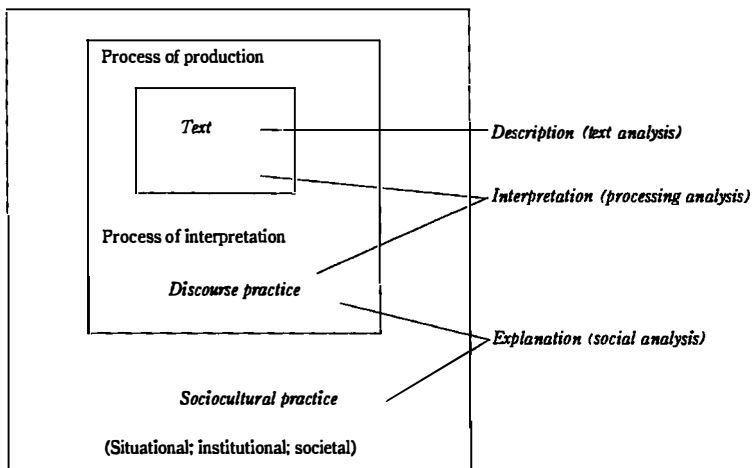 Process of production
Text
Description (text analysis)
Interpretation (processing analysis)
Process of interpretation
Discourse practice
Explanation (social analysis)
Sociocultural practice
(Situational; institutional; societal)